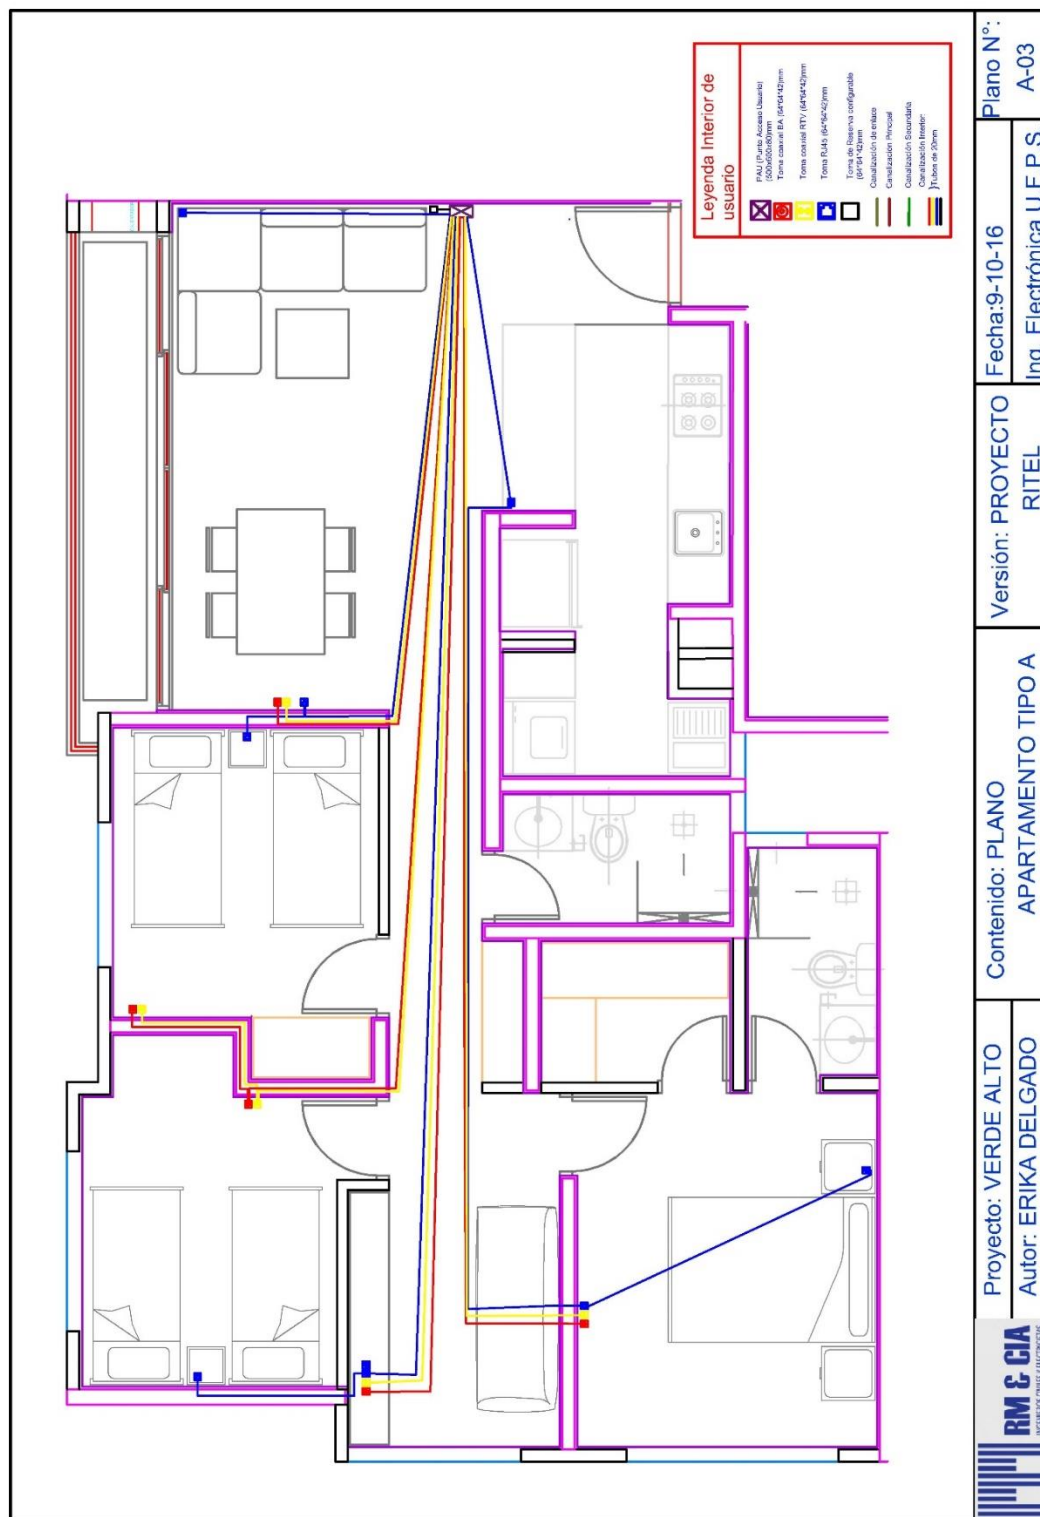 Leyenda Interior de
usuario
PAU (Punto Acceso Usuario)
(500x600x80)mm
Toma coaxial BA (64*64*42)mm
Toma coaxial RTV (64*64*42)mm
Toma RJ45 (64*64*42)mm
Toma de Reserva configurable
(64*64*42)mm
Canalización de enlace
Canalización Principal
Canalización Secundaria
Canalización Interior:
}Tubos de 20mm
RM & CIA
Proyecto: VERDE ALTO
Autor: ERIKA DELGADO
Contenido: PLANO
APARTAMENTO TIPO A
Versión: PROYECTO
RITEL
Fecha:9-10-16
Ing. Electrónica U.F.P.S
Plano N°:
A-03